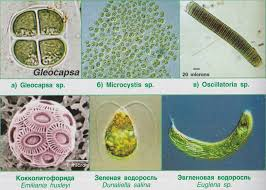 Gleocapsa
20 microns
а) Gleocapsa sp.
б) Microcystis sp.
в) Oscillatoria sp.
Кокколитофорида
Emiliania huxleyi
Зеленая водоросль
Dunaliella salina
Эвгленовая водоросль
Euglena sp.